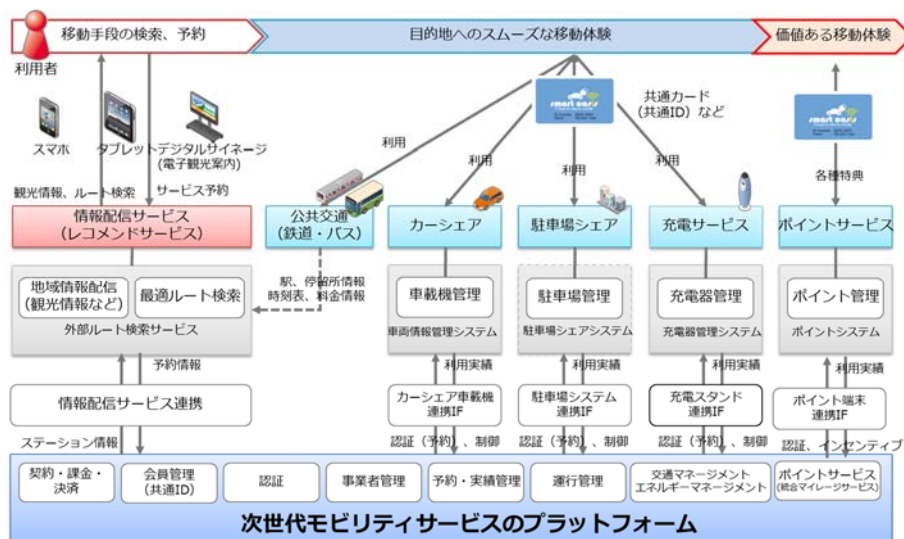 移動手段の検索、予約
目的地へのスムーズな移動体験
価値ある移動体験
利用者
smart oasis
共通カード
(共通ID)など
smart oasis
スマホ
タブレット
デジタルサイネージ
(電子観光案内)
利用
利用
利用
利用
各種特典
観光情報、ルート検索
サービス予約
情報配信サービス
(レコメンドサービス)
公共交通
(鉄道・バス)
カーシェア
駐車場シェア
充電サービス
ポイントサービス
地域情報配信
(観光情報など)
最適ルート検索
外部ルート検索サービス
駅、停留所情報
時刻表、料金情報
車載機管理
車両情報管理システム
駐車場管理
駐車場シェアシステム
充電器管理
充電器管理システム
ポイント管理
ポイントシステム
予約情報
利用実績
利用実績
利用実績
利用実績
情報配信サービス連携
カーシェア車載機
連携IF
駐車場システム
連携IF
充電スタンド
連携IF
ポイント端末
連携IF
ステーション情報
認証(予約)、制御
認証(予約)、制御
認証(予約)、制御
認証、インセンティブ
契約・課金・
決済
会員管理
(共通ID)
認証
事業者管理
予約・実績管理
運行管理
交通マネージメント
エネルギーマネージメント
ポイントサービス
(統合マイレージサービス)
次世代モビリティサービスのプラットフォーム